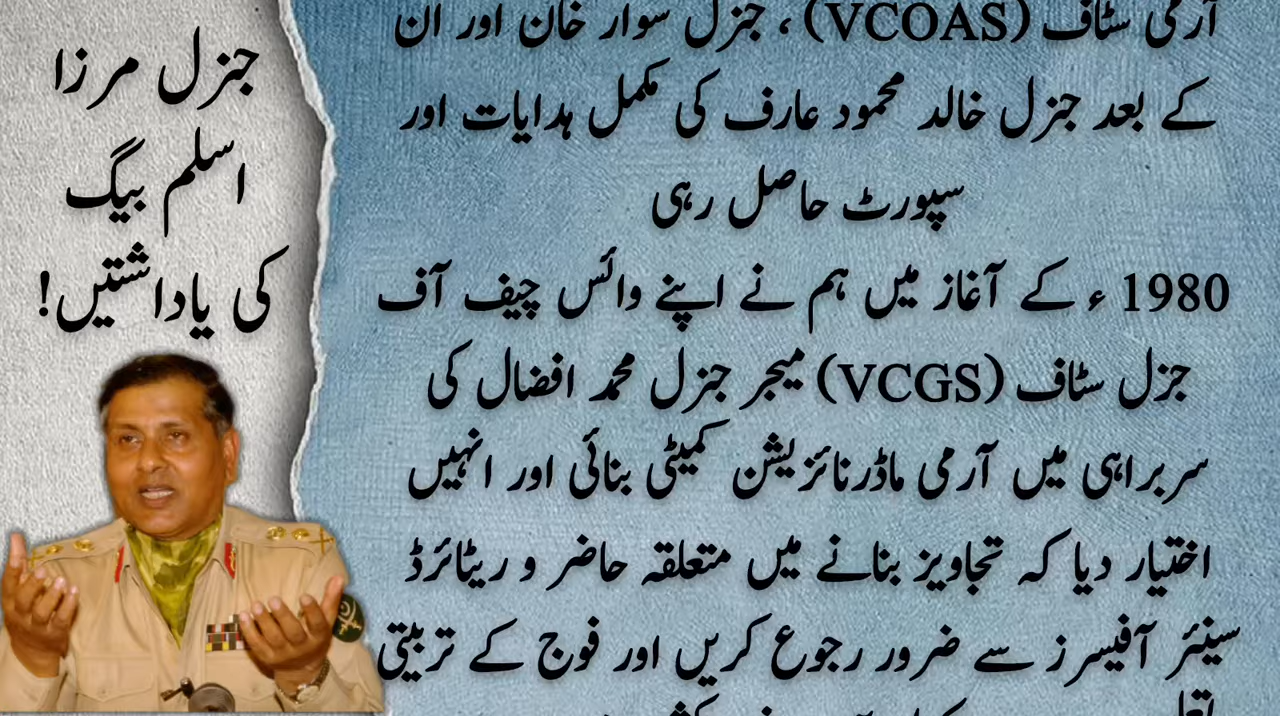 جنرل مرزا
اسلم بیگ
کی یاداشتیں!
آرمی سٹاف (VCOAS)، جنرل سوار خان اور ان
کے بعد جنرل خالد محمود عارف کی مکمل ہدایات اور
سپورٹ حاصل رہی
1980ء کے آغاز میں ہم نے اپنے وائس چیف آف
جزل سٹاف (VCGS) میجر جنرل محمد افضال کی
سربراہی میں آرمی ماڈرنائزیشن کمیٹی بنائی اور انہیں
اختیار دیا کہ تجاویز بنانے میں متعلقہ حاضر و ریٹائرڈ
سینئر آفیسرز سے ضرور رجوع کریں اور فوج کے تربیتی